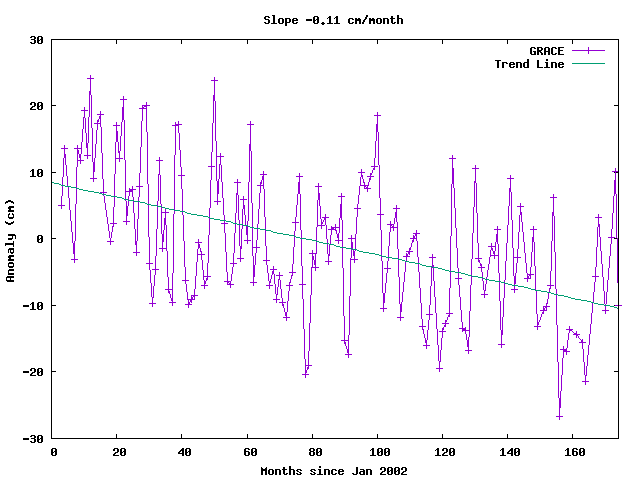 Slope -0.11 cm/month
GRACE
Trend Line
30
20
10
0
-10
-20
-30
Anomaly (cm)
0 20 40 60 80 100 120 140 160
Months since Jan 2002